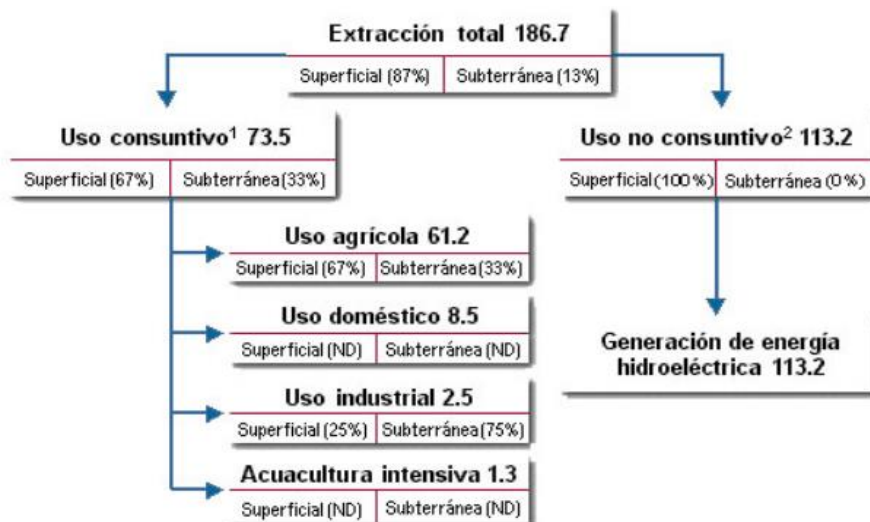 Extracción total 186.7
Superficial (87%) Subterránea (13%)
Uso consuntivo¹ 73.5
Superficial (67%) Subterránea (33%)
Uso no consuntivo² 113.2
Superficial (100%) Subterránea (0%)
Uso agrícola 61.2
Superficial (67%) Subterránea (33%)
Uso doméstico 8.5
Superficial (ND) Subterránea (ND)
Uso industrial 2.5
Superficial (25%) Subterránea (75%)
Acuacultura intensiva 1.3
Superficial (ND) Subterránea (ND)
Generación de energía
hidroeléctrica 113.2